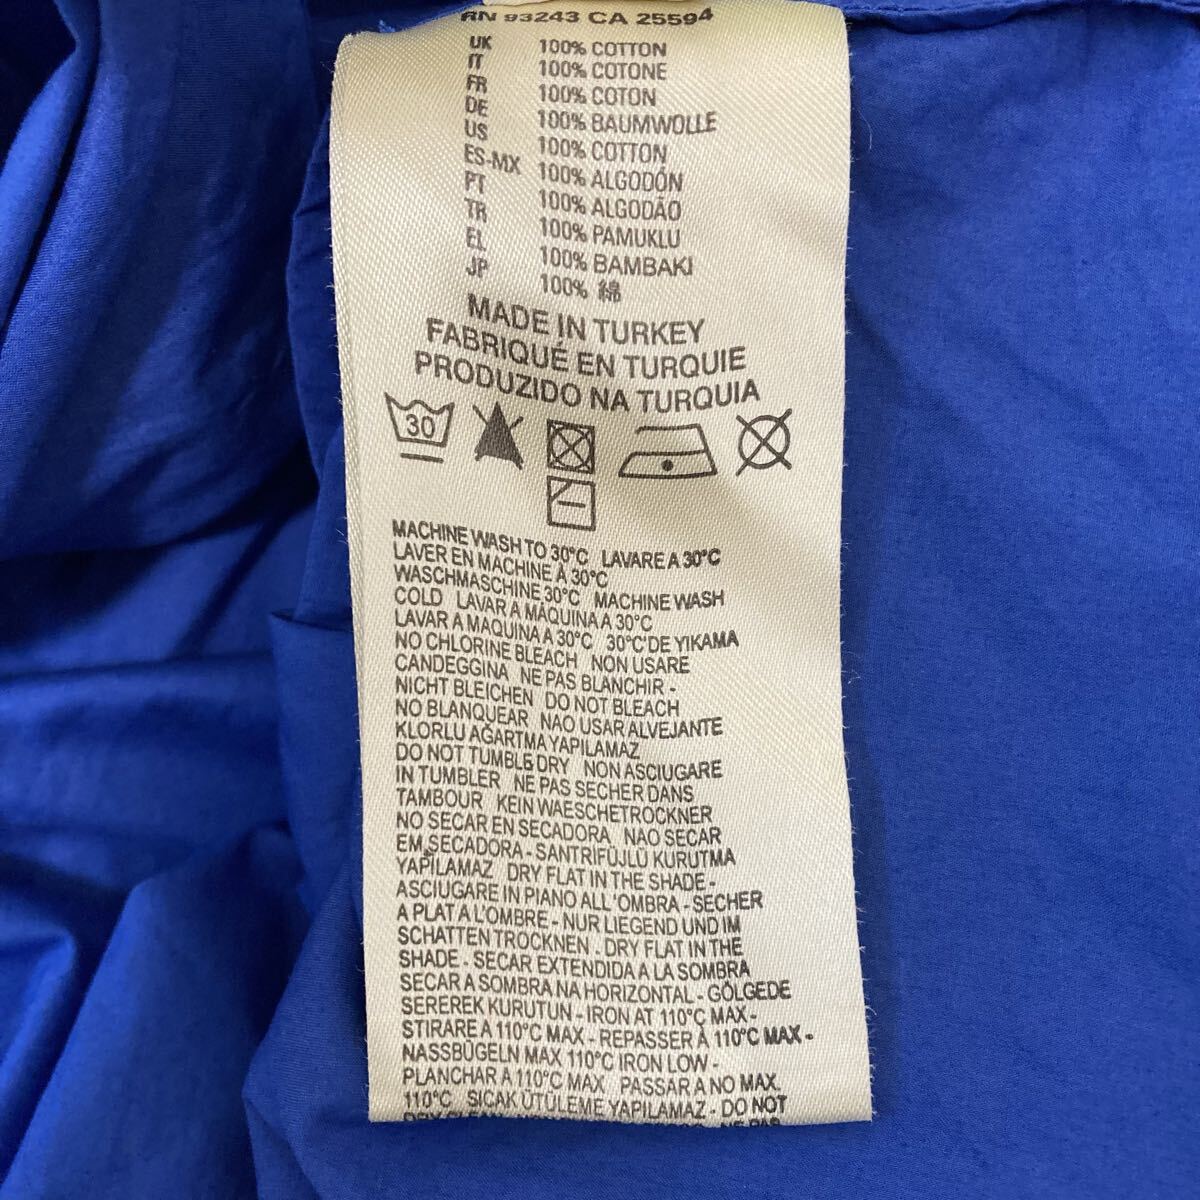 RN 93243 CA 25594
UK 100% COTTON
IT 100% COTONE
FR 100% COTON
DE 100% BAUMWOLLE
US 100% COTTON
ES-MX 100% ALGODÓN
PT 100% ALGODÃO
TR 100% PAMUKLU
EL 100% BAMBAKI
JP 100% 綿
MADE IN TURKEY
FABRIQUÉ EN TURQUIE
PRODUZIDO NA TURQUIA
30
MACHINE WASH TO 30°C LAVARE A 30°C
LAVER EN MACHINE À 30°C
WASCHMASCHINE 30°C MACHINE WASH
COLD LAVAR A MÁQUINA A 30°C
LAVAR A MAQUINA A 30°C 30°C'DE YIKAMA
NO CHLORINE BLEACH NON USARE
CANDEGGINA NE PAS BLANCHIR -
NICHT BLEICHEN DO NOT BLEACH
NO BLANQUEAR NAO USAR ALVEJANTE
KLORLU AĞARTMA YAPILAMAZ
DO NOT TUMBLE DRY NON ASCIUGARE
IN TUMBLER NE PAS SECHER DANS
TAMBOUR KEIN WAESCHETROCKNER
NO SECAR EN SECADORA NAO SECAR
EM SECADORA - SANTRIFÜJLÜ KURUTMA
YAPILAMAZ DRY FLAT IN THE SHADE -
ASCIUGARE IN PIANO ALL'OMBRA - SECHER
A PLAT A L'OMBRE - NUR LIEGEND UND IM
SCHATTEN TROCKNEN - DRY FLAT IN THE
SHADE - SECAR EXTENDIDA A LA SOMBRA
SECAR A SOMBRA NA HORIZONTAL - GÖLGEDE
SEREREK KURUTUN - IRON AT 110°C MAX -
STIRARE A 110°C MAX - REPASSER À 110°C MAX -
NASSBÜGELN MAX 110°C IRON LOW -
PLANCHAR A 110°C MAX PASSAR A NO MAX.
110°C SICAK ÜTÜLEME YAPILAMAZ - DO NOT